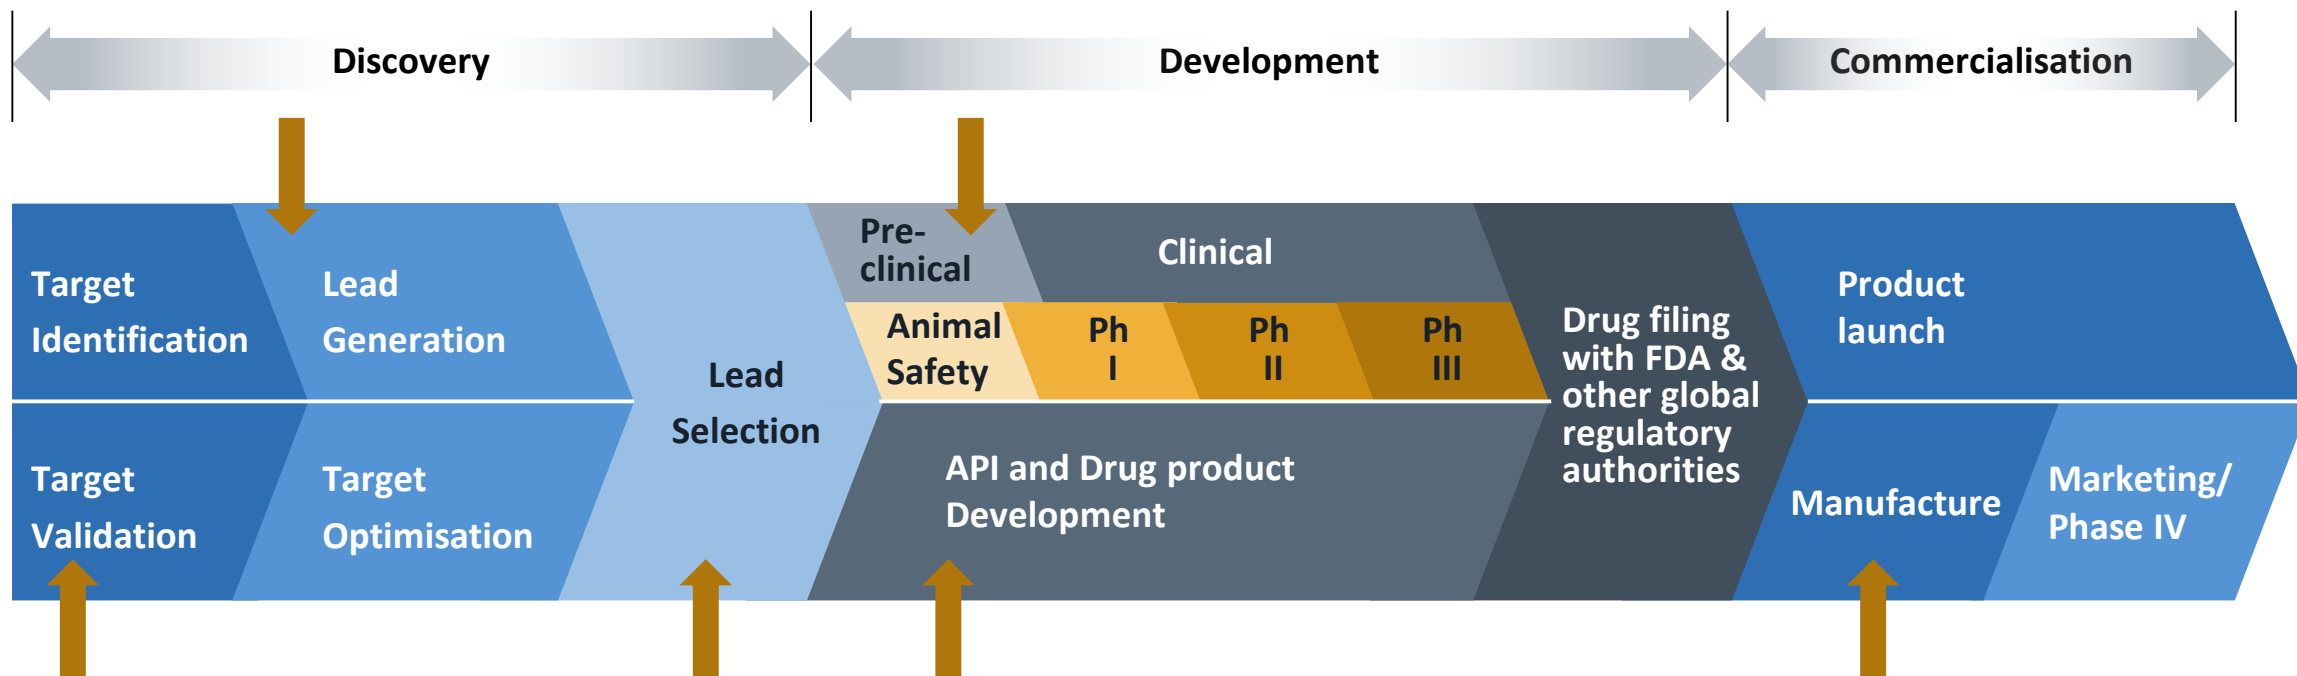 Discovery
Development
Commercialisation
Target
Identification
Lead
Generation
Target
Validation
Target
Optimisation
Lead
Selection
Pre-
clinical
Clinical
Animal
Safety
Ph
I
Ph
II
Ph
III
API and Drug product
Development
Drug filing
with FDA &
other global
regulatory
authorities
Product
launch
Manufacture
Marketing/
Phase IV